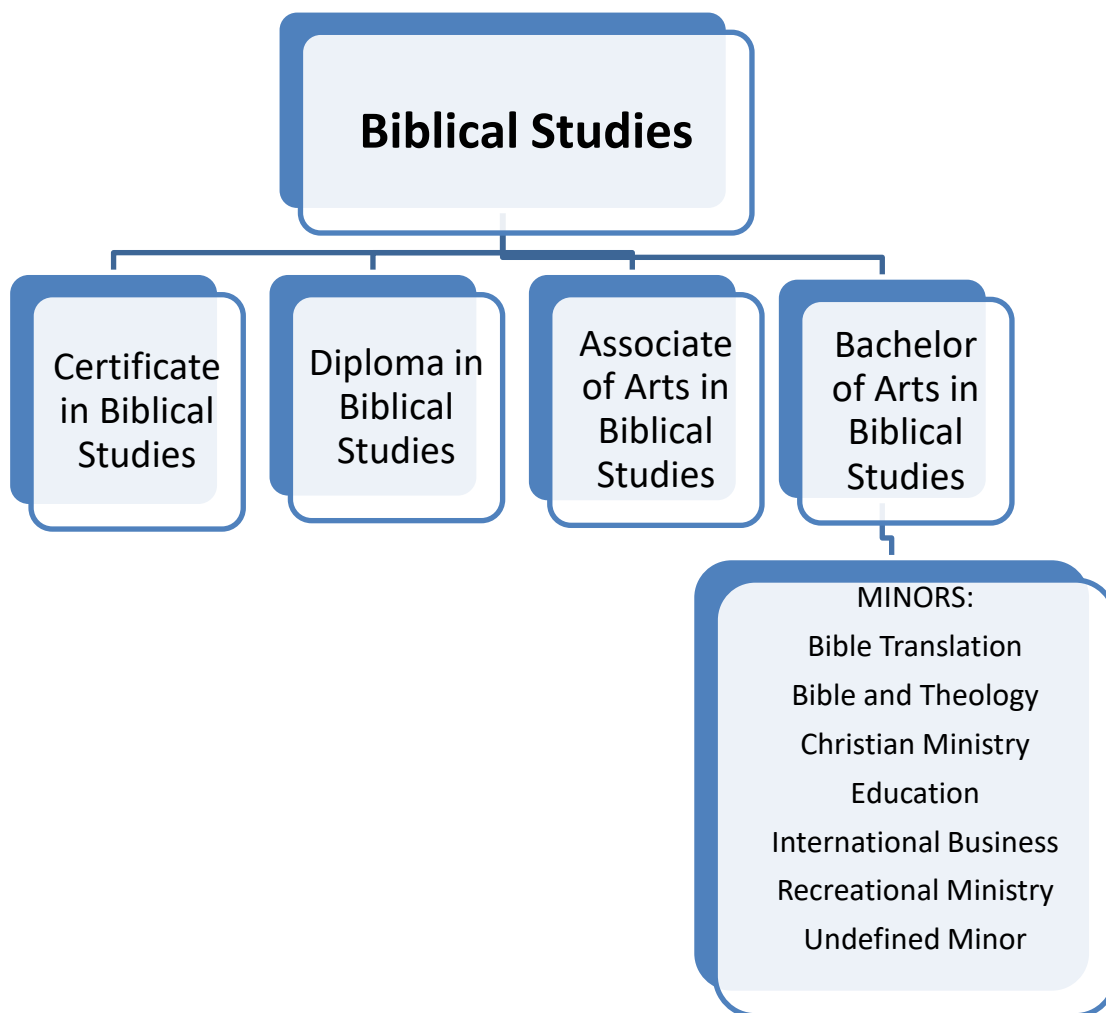 Biblical Studies
Certificate
in Biblical
Studies
Diploma in
Biblical
Studies
Associate
of Arts in
Biblical
Studies
Bachelor
of Arts in
Biblical
Studies
MINORS:
Bible Translation
Bible and Theology
Christian Ministry
Education
International Business
Recreational Ministry
Undefined Minor